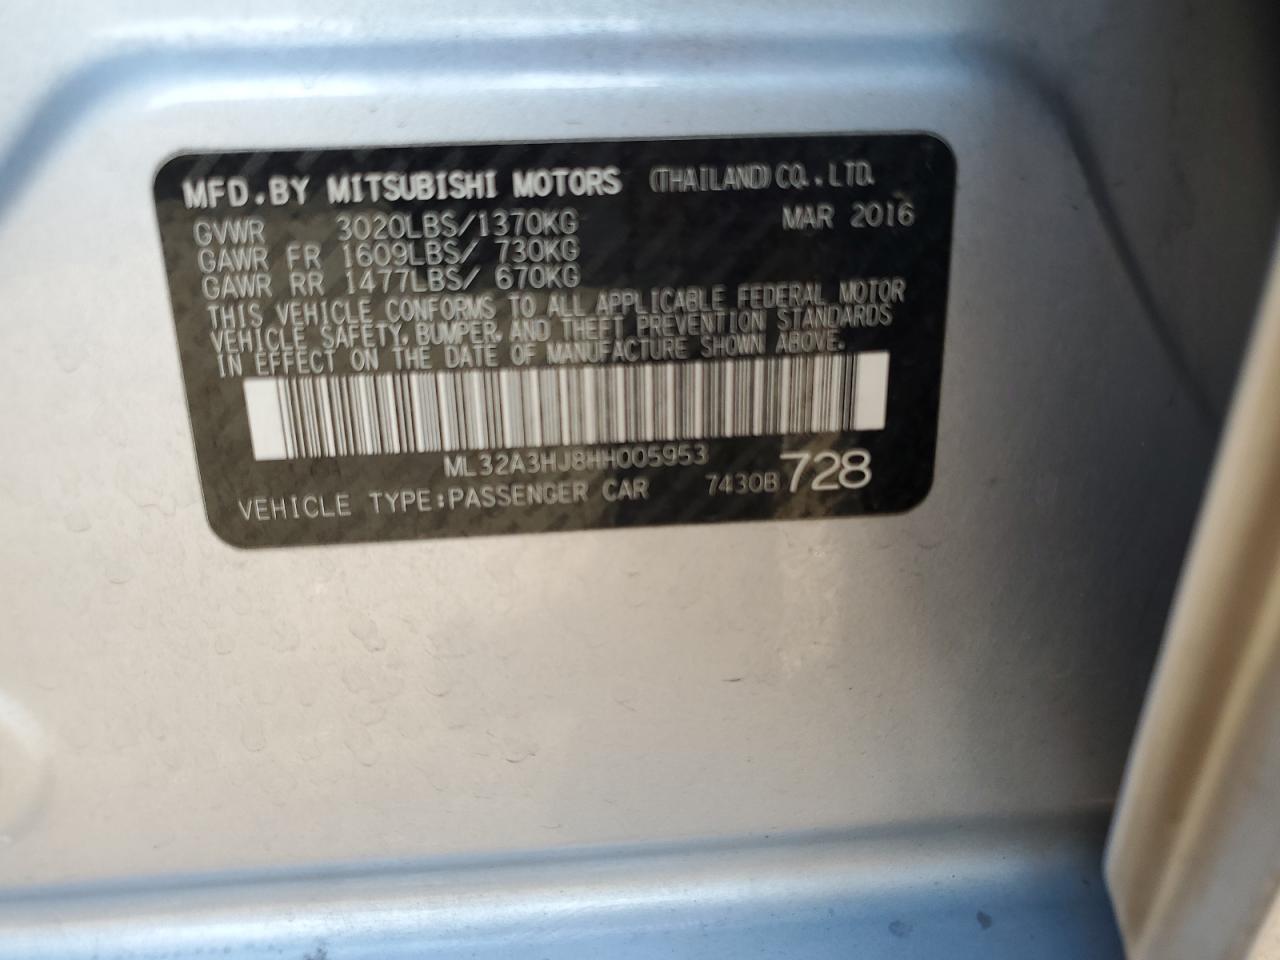 MFD.BY MITSUBISHI MOTORS (THAILAND)CO.,LTD.
GVWR 3020LBS/1370KG MAR 2016
GAWR FR 1609LBS/ 730KG
GAWR RR 1477LBS/ 670KG
THIS VEHICLE CONFORMS TO ALL APPLICABLE FEDERAL MOTOR
VEHICLE SAFETY, BUMPER, AND THEFT PREVENTION STANDARDS
IN EFFECT ON THE DATE OF MANUFACTURE SHOWN ABOVE.
ML32A3HJ8HH005953
VEHICLE TYPE:PASSENGER CAR 7430B 728